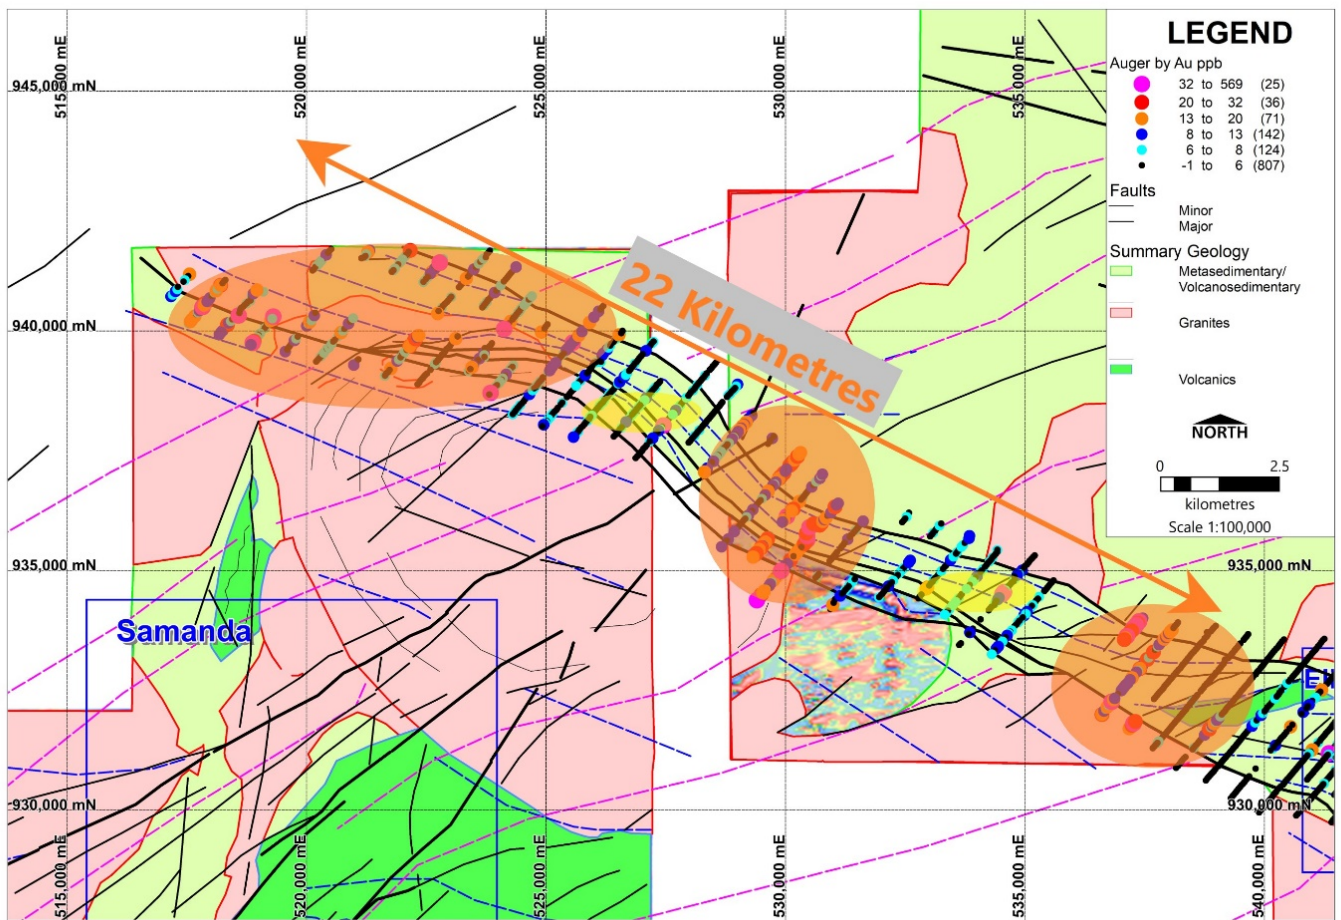 515,000 mE
520,000 mE
525,000 mE
530,000 mE
535,000 mE
945,000 mN
940,000 mN
940,000 mN
935,000 mN
935,000 mN
930,000 mN
930,000 mN
22 Kilometres
Samanda
515,000 mE
520,000 mE
525,000 mE
530,000 mE
535,000 mE
540,000 mE
LEGEND
Auger by Au ppb
32 to 569 (25)
20 to 32 (36)
13 to 20 (71)
8 to 13 (142)
6 to 8 (124)
-1 to 6 (807)
Faults
Minor
Major
Summary Geology
Metasedimentary/
Volcanosedimentary
Granites
Volcanics
NORTH
0 2.5
kilometres
Scale 1:100,000